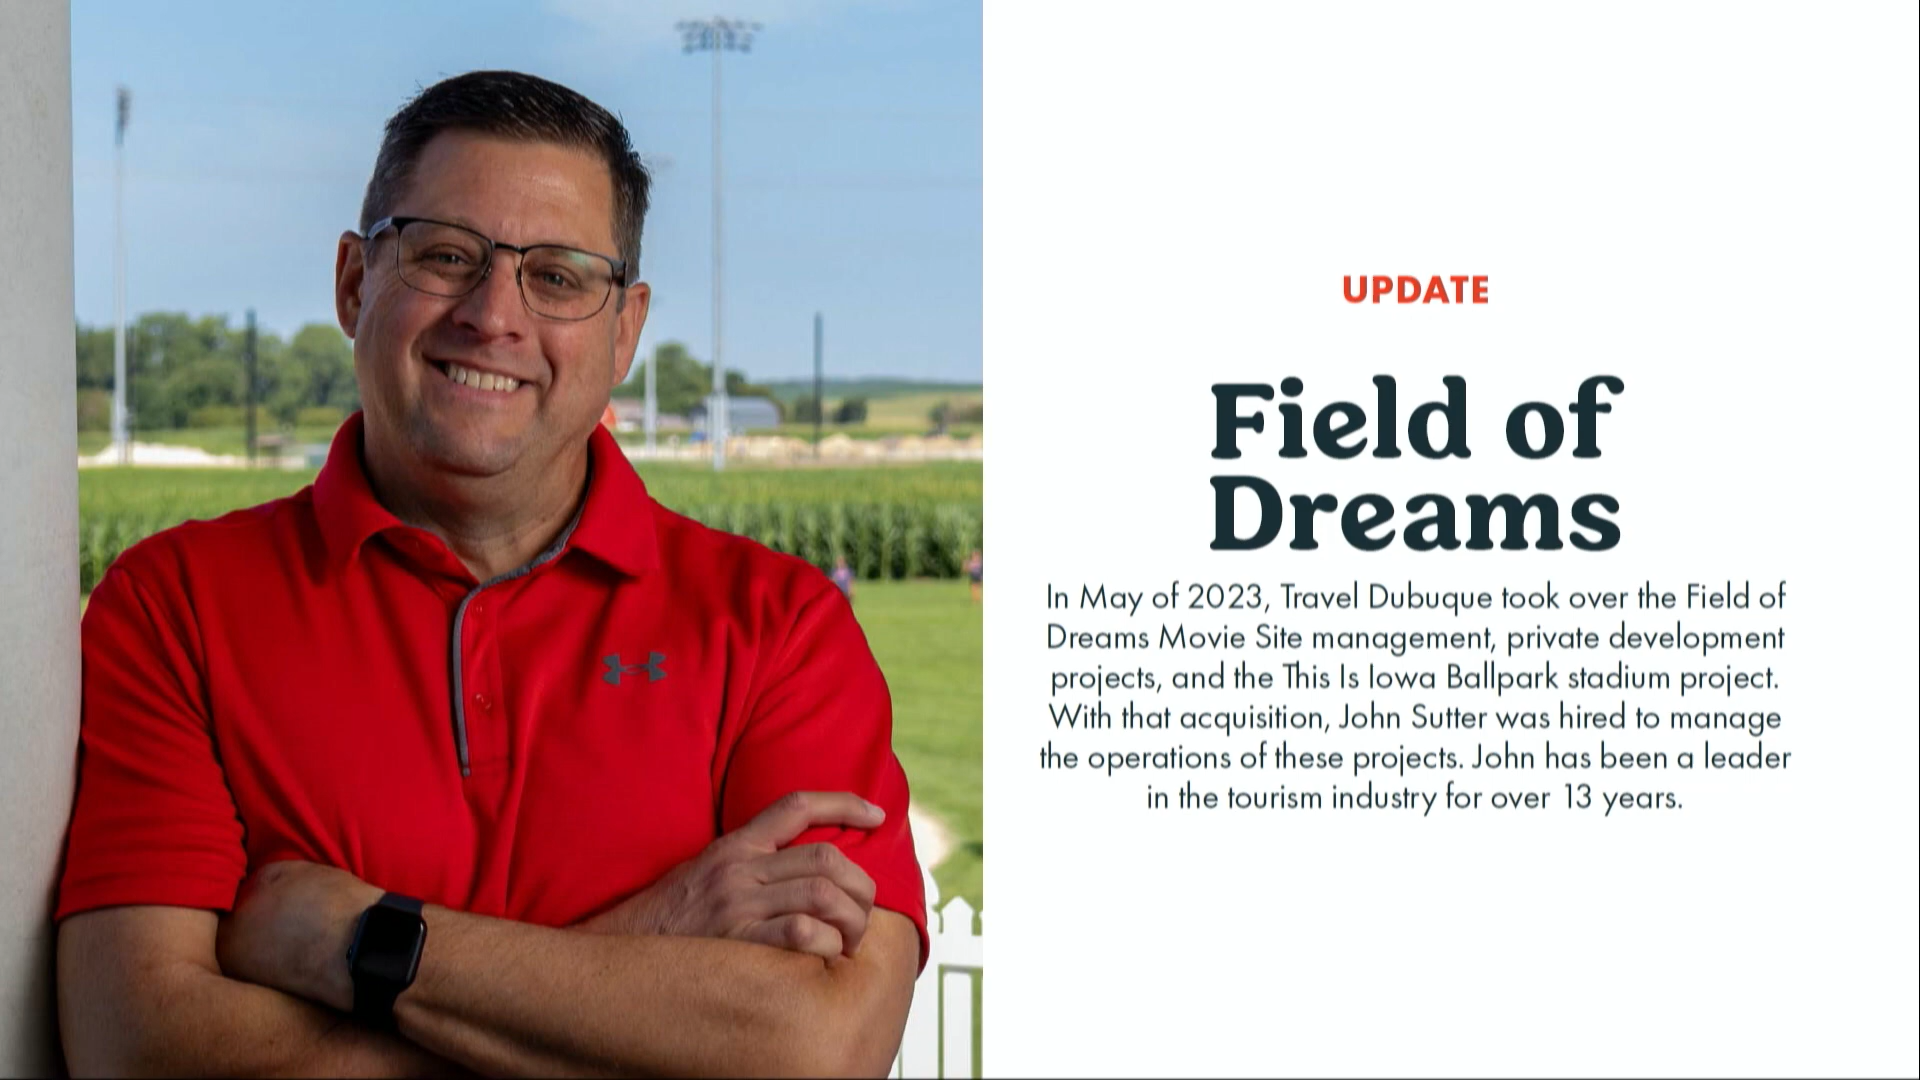 UPDATE
Field of
Dreams
In May of 2023, Travel Dubuque took over the Field of
Dreams Movie Site management, private development
projects, and the This Is Iowa Ballpark stadium project.
With that acquisition, John Sutter was hired to manage
the operations of these projects. John has been a leader
in the tourism industry for over 13 years.